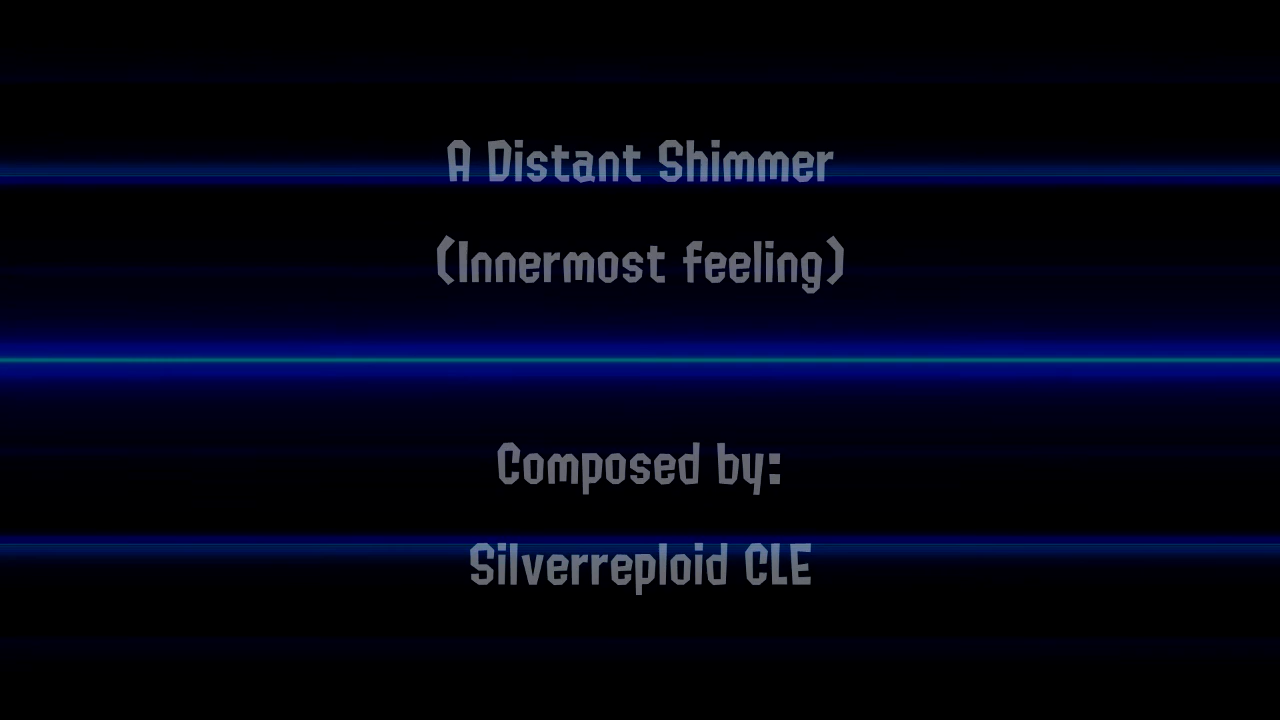 A Distant Shimmer
(Innermost feeling)
Composed by:
Silverreploid CLE